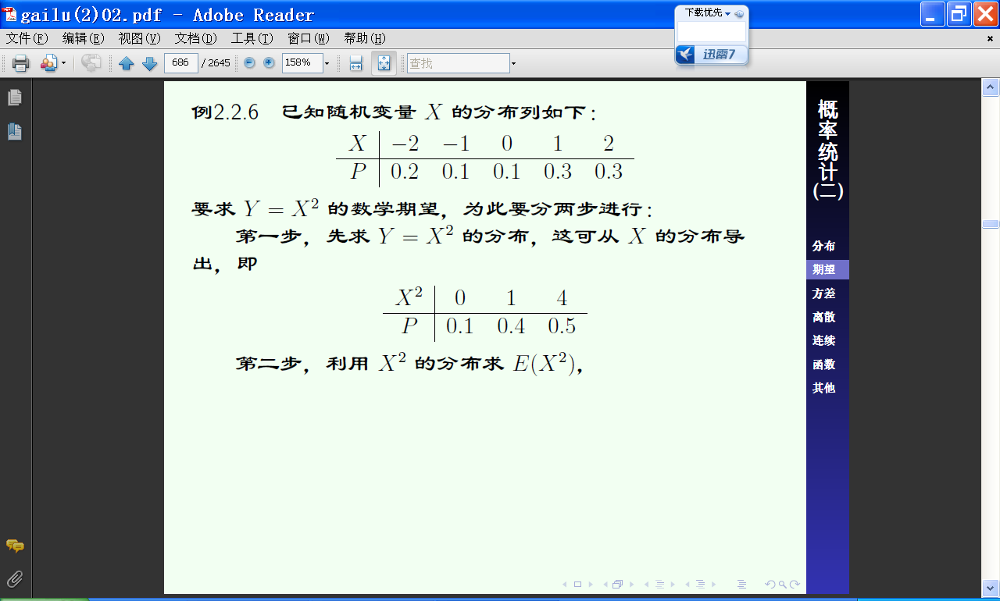 gailu(2)02.pdf - Adobe Reader
下载优先
迅雷7
文件(F) 编辑(E) 视图(V) 文档(D) 工具(T) 窗口(W) 帮助(H)
686 / 2645 158% 查找
例2.2.6 已知随机变量 X 的分布列如下：
X −2 −1 0 1 2
P 0.2 0.1 0.1 0.3 0.3
要求 Y = X² 的数学期望，为此要分两步进行：
第一步，先求 Y = X² 的分布，这可从 X 的分布导
出，即
X² 0 1 4
P 0.1 0.4 0.5
第二步，利用 X² 的分布求 E(X²)，
概
率
统
计
(二)
分布
期望
方差
离散
连续
函数
其他